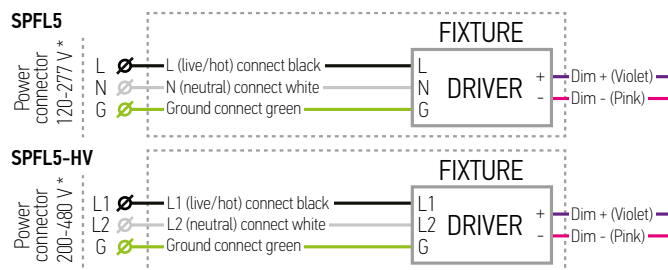 SPFL5
FIXTURE
Power connector 120-277 V *
L L (live/hot) connect black L
N N (neutral) connect white N
G Ground connect green G
DRIVER
+ Dim + (Violet)
- Dim - (Pink)
SPFL5-HV
FIXTURE
Power connector 200-480 V *
L1 L1 (live/hot) connect black L1
L2 L2 (neutral) connect white L2
G Ground connect green G
DRIVER
+ Dim + (Violet)
- Dim - (Pink)